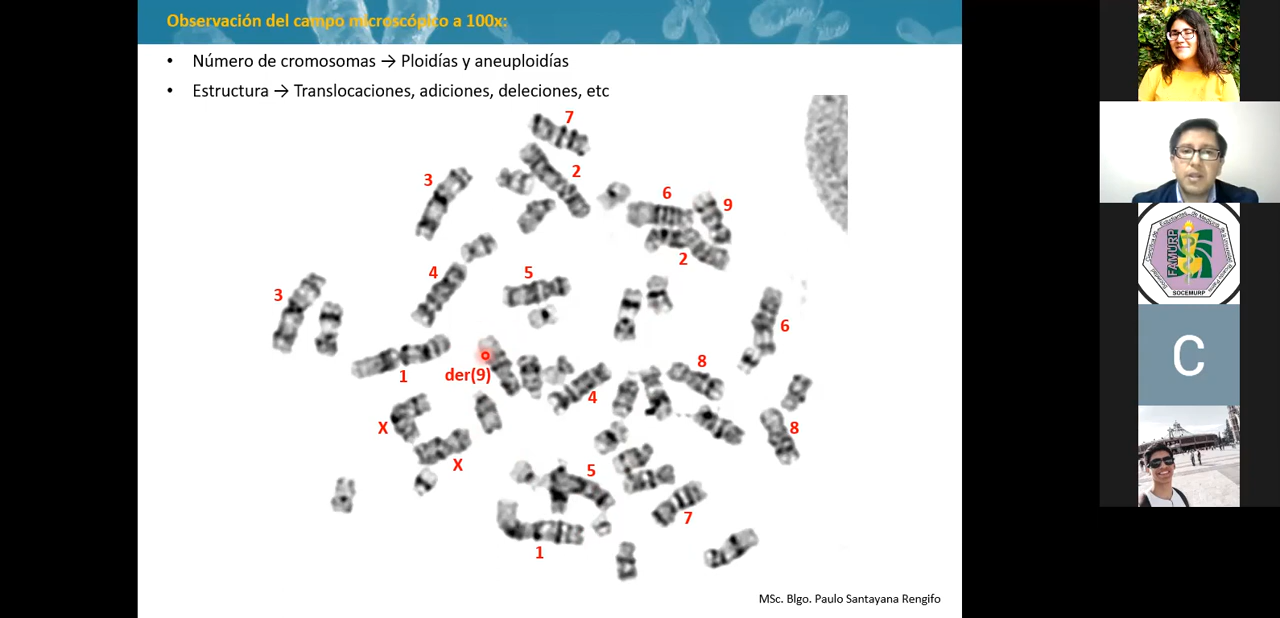 Observación del campo microscópico a 100x:
• Número de cromosomas → Ploidías y aneuploidías
• Estructura → Translocaciones, adiciones, deleciones, etc
7
2
3
6
9
2
4
5
3
6
1
der(9)
8
4
X
8
X
5
7
1
MSc. Blgo. Paulo Santayana Rengifo
FAMURP
SOCEMURP
C